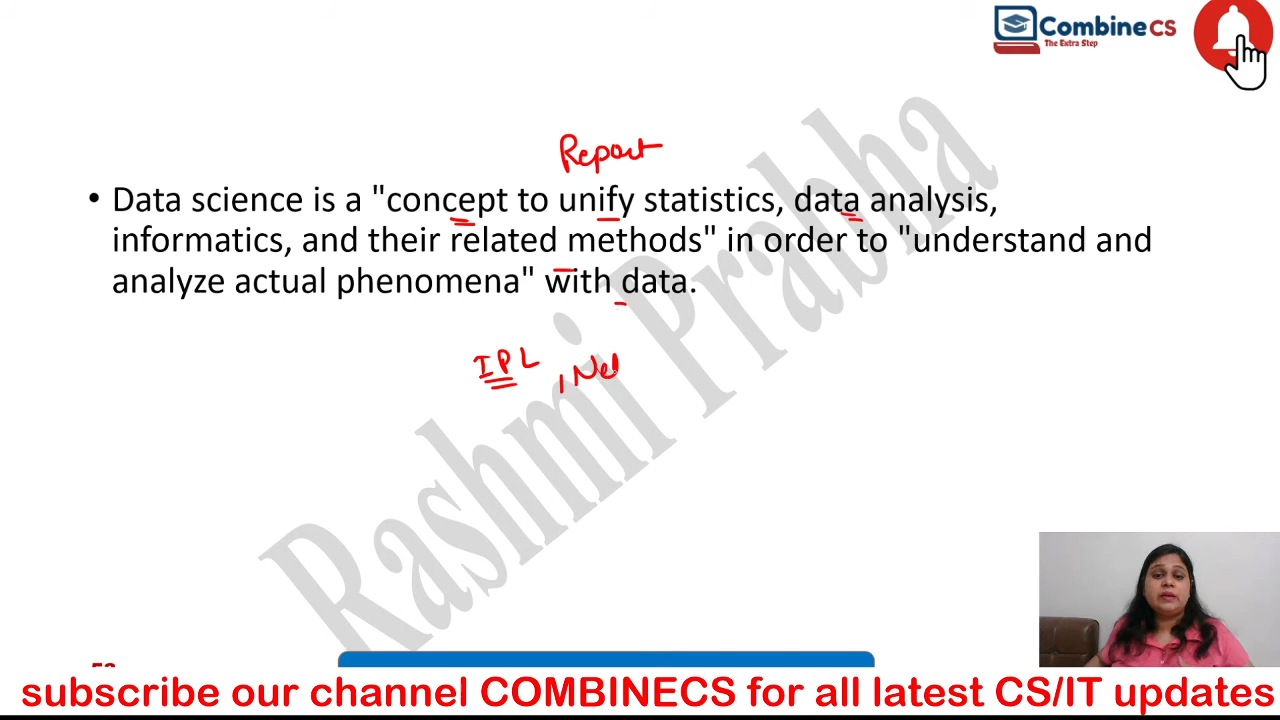 Combine CS
The Extra Step
Report
• Data science is a "concept to unify statistics, data analysis,
informatics, and their related methods" in order to "understand and
analyze actual phenomena" with data.
IPL , Net
Rashmi Prabha
subscribe our channel COMBINECS for all latest CS/IT updates